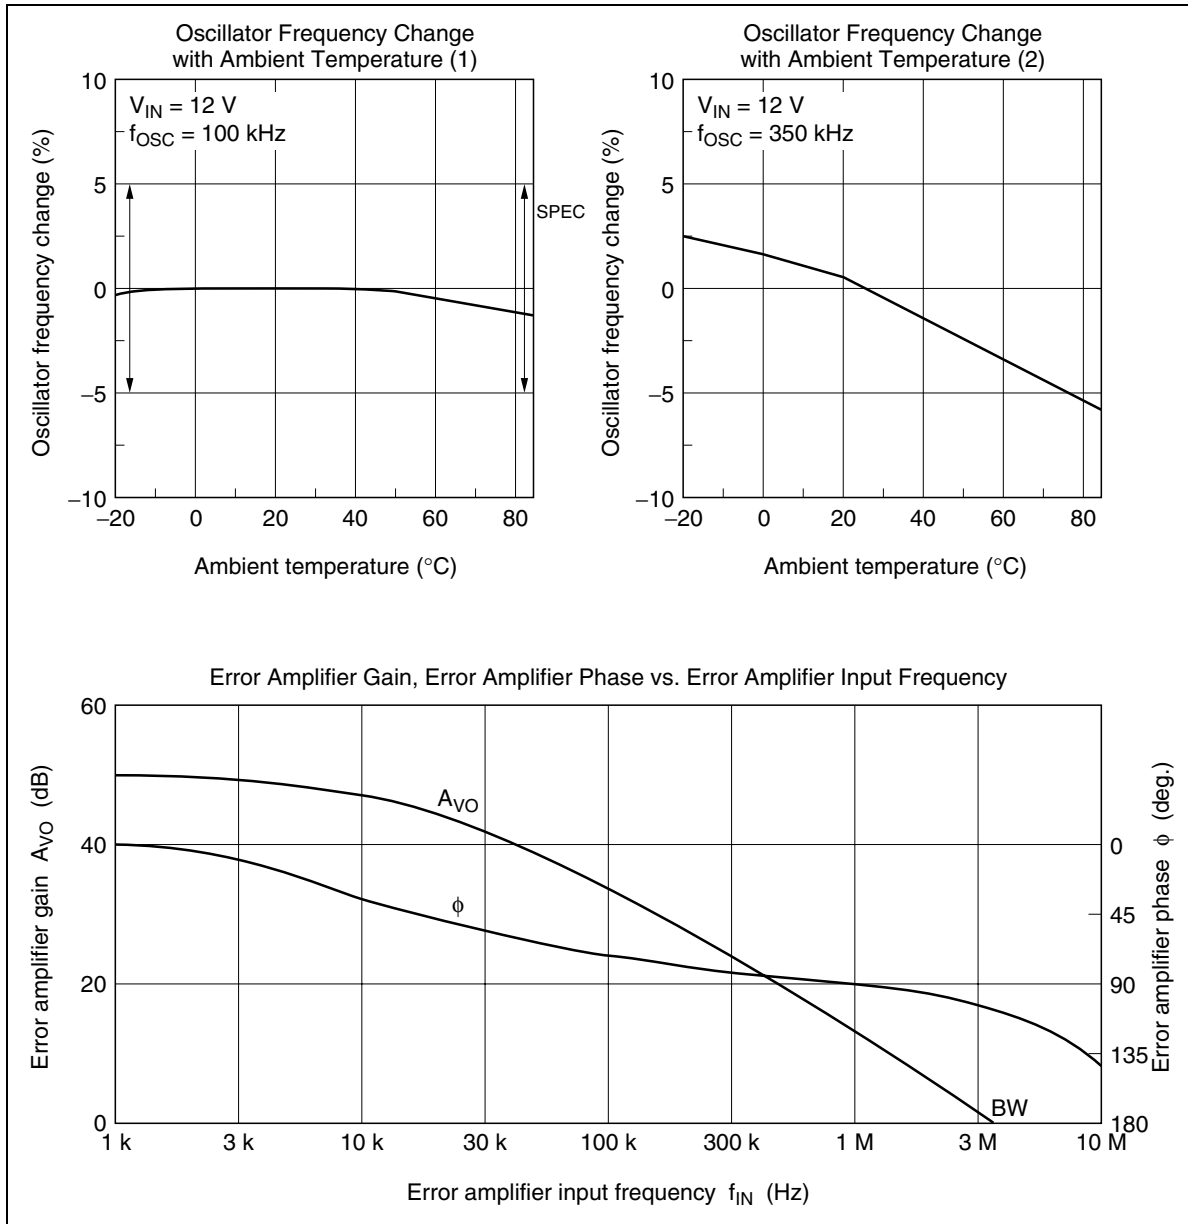 Oscillator Frequency Change
with Ambient Temperature (1)
10
5
0
−5
−10
Oscillator frequency change (%)
V_IN = 12 V
f_OSC = 100 kHz
SPEC
−20 0 20 40 60 80
Ambient temperature (°C)
Oscillator Frequency Change
with Ambient Temperature (2)
10
5
0
−5
−10
Oscillator frequency change (%)
V_IN = 12 V
f_OSC = 350 kHz
−20 0 20 40 60 80
Ambient temperature (°C)
Error Amplifier Gain, Error Amplifier Phase vs. Error Amplifier Input Frequency
60
40
20
0
Error amplifier gain A_VO (dB)
A_VO
ϕ
BW
0
45
90
135
180
Error amplifier phase ϕ (deg.)
1 k 3 k 10 k 30 k 100 k 300 k 1 M 3 M 10 M
Error amplifier input frequency f_IN (Hz)